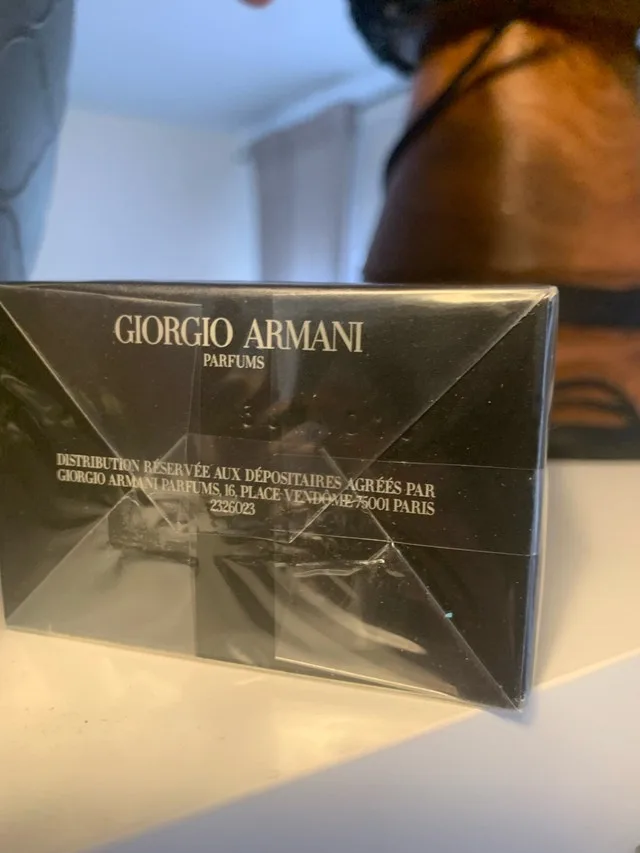 GIORGIO ARMANI
PARFUMS
DISTRIBUTION RÉSERVÉE AUX DÉPOSITAIRES AGRÉÉS PAR
GIORGIO ARMANI PARFUMS, 16, PLACE VENDÔME-75001 PARIS
2326023